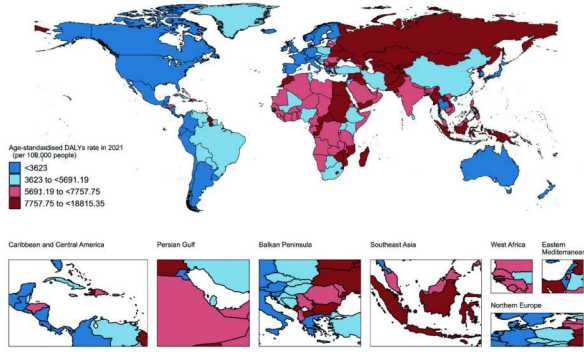 Age-standardised DALYs rate in 2021
(per 100,000 people)
<3623
3623 to <5691.19
5691.19 to <7757.75
7757.75 to <18815.35
Caribbean and Central America
Persian Gulf
Balkan Peninsula
Southeast Asia
West Africa
Eastern
Mediterranean
Northern Europe